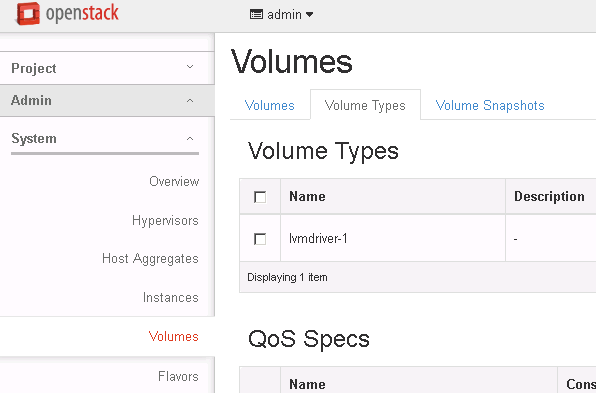 openstack
admin
Project
Admin
System
Overview
Hypervisors
Host Aggregates
Instances
Volumes
Flavors
Volumes
Volumes Volume Types Volume Snapshots
Volume Types
Name Description
lvmdriver-1 -
Displaying 1 item
QoS Specs
Name Cons